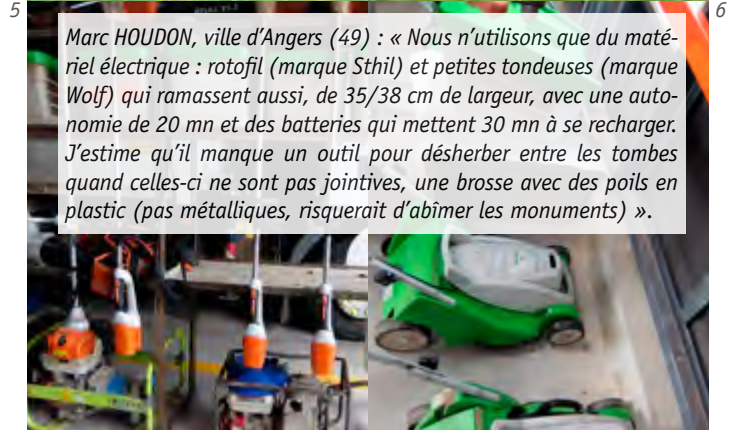 5
6
Marc HOUDON, ville d'Angers (49) : « Nous n'utilisons que du maté-
riel électrique : rotofil (marque Sthil) et petites tondeuses (marque
Wolf) qui ramassent aussi, de 35/38 cm de largeur, avec une auto-
nomie de 20 mn et des batteries qui mettent 30 mn à se recharger.
J'estime qu'il manque un outil pour désherber entre les tombes
quand celles-ci ne sont pas jointives, une brosse avec des poils en
plastic (pas métalliques, risquerait d'abîmer les monuments) ».